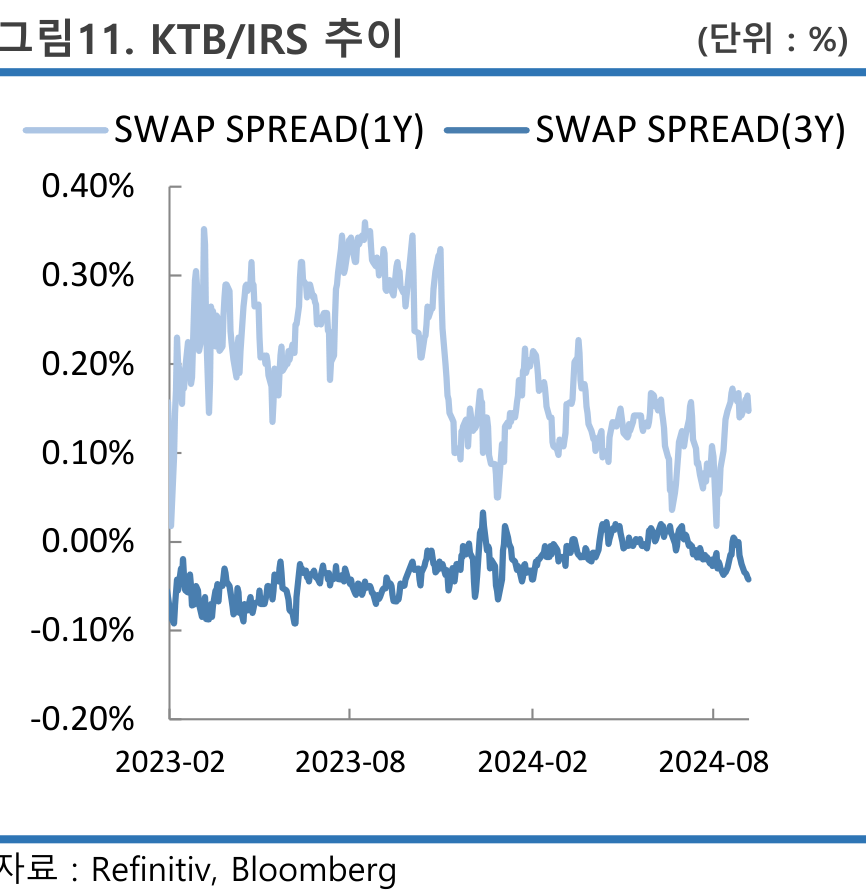 그림11. KTB/IRS 추이 (단위 : %)
SWAP SPREAD(1Y) SWAP SPREAD(3Y)
0.40%
0.30%
0.20%
0.10%
0.00%
-0.10%
-0.20%
2023-02 2023-08 2024-02 2024-08
자료 : Refinitiv, Bloomberg